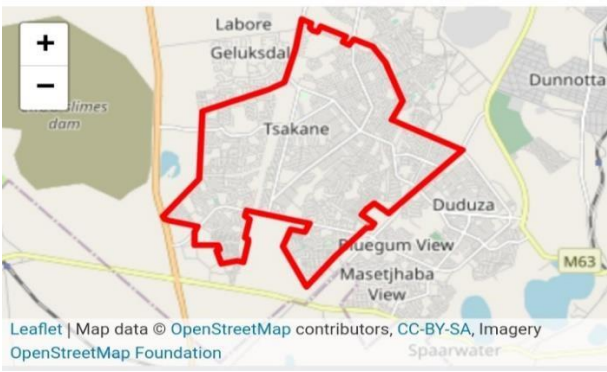 Labore
+
Geluksdal
−
Dunnotta
slimes
dam
Tsakane
Duduza
Bluegum View
M63
Masetjhaba
View
Leaflet | Map data © OpenStreetMap contributors, CC-BY-SA, Imagery
OpenStreetMap Foundation
Spaarwater